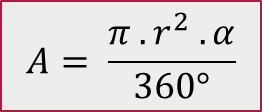 A = π . r² . α / 360°